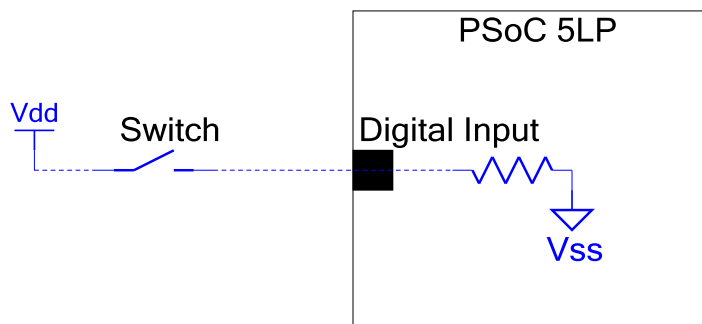 PSoC 5LP
Vdd
Switch
Digital Input
Vss